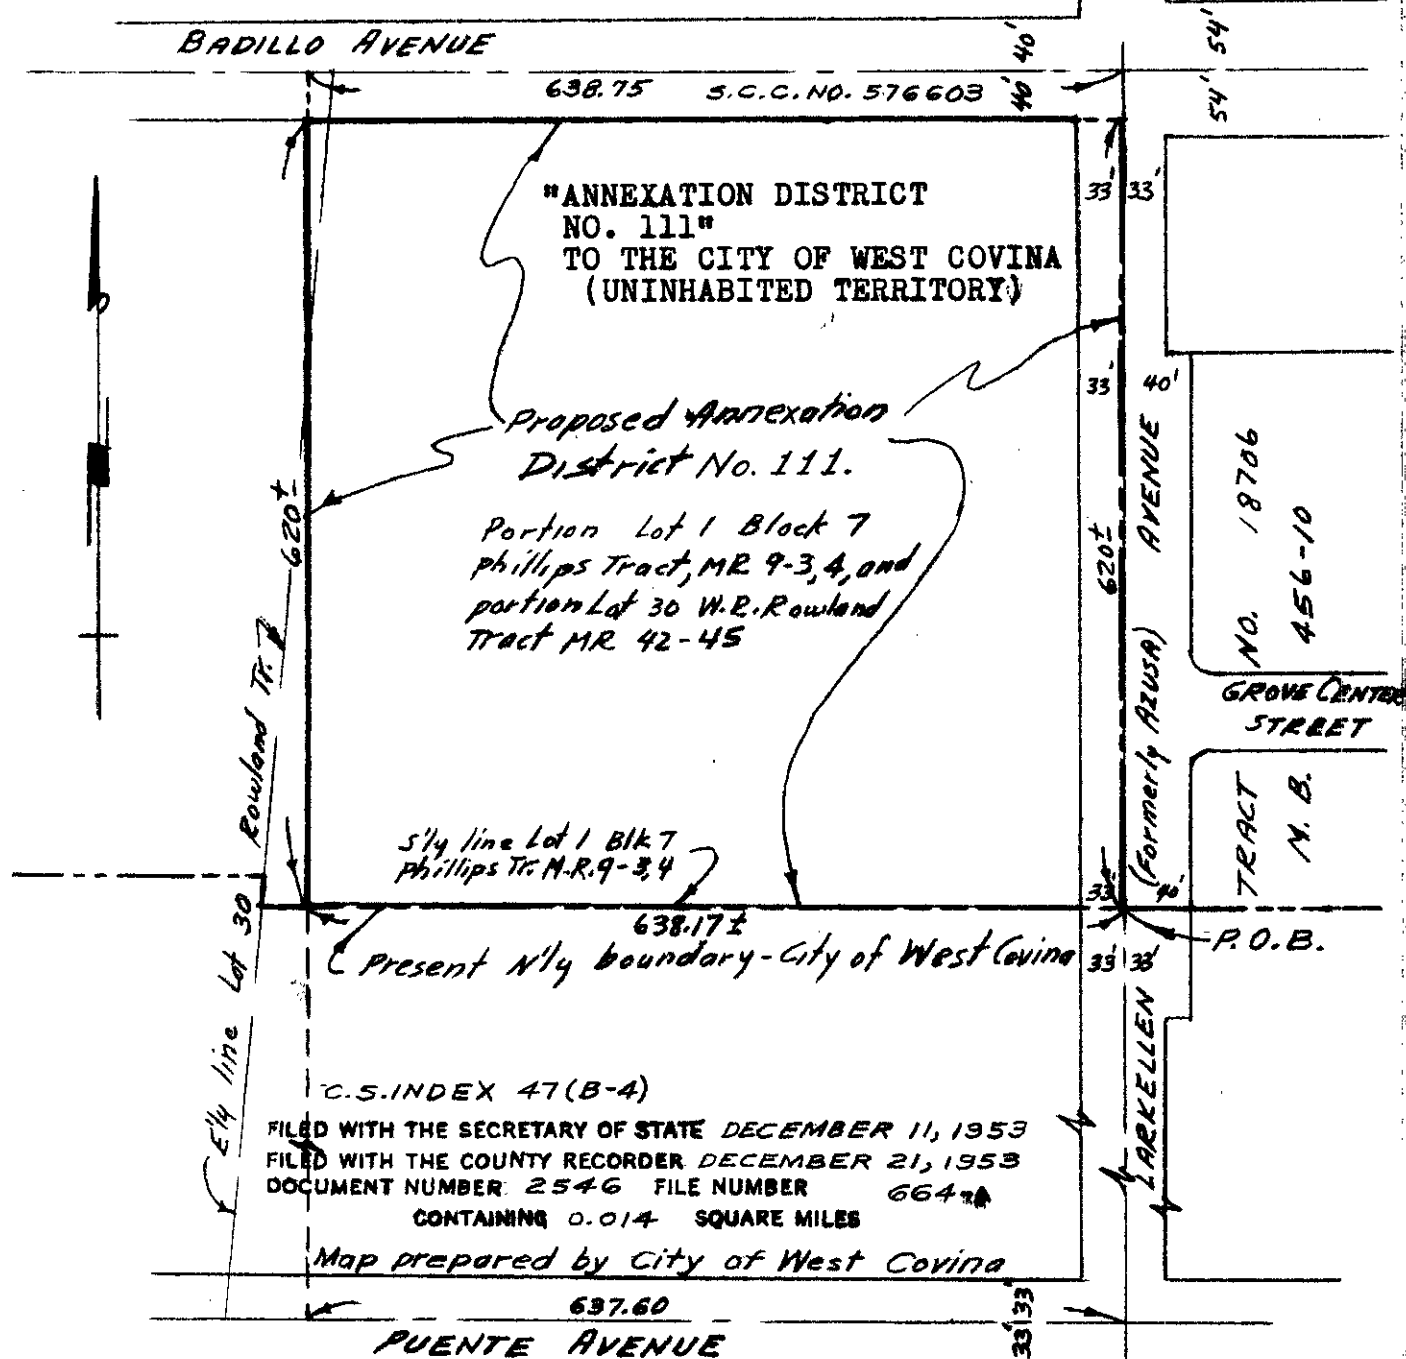 BADILLO AVENUE
40' 40'
54' 54'
638.75 S.C.C. NO. 576603
"ANNEXATION DISTRICT
NO. 111"
TO THE CITY OF WEST COVINA
(UNINHABITED TERRITORY)
33' 33'
33' 40'
Proposed Annexation
District No. 111.
Portion Lot 1 Block 7
Phillips Tract, MR 9-3,4, and
portion Lot 30 W.R. Rowland
Tract MR 42-45
620±
620±
LARKELLEN (Formerly AZUSA) AVENUE
TRACT NO. 18706
M. B. 456-10
GROVE CENTER
STREET
E'ly line Lot 30 Rowland Tr.
S'ly line Lot 1 Blk 7
Phillips Tr. M.R. 9-3,4
33' 40'
638.17±
P.O.B.
Present N'ly boundary - City of West Covina
33' 33'
C.S. INDEX 47 (B-4)
FILED WITH THE SECRETARY OF STATE DECEMBER 11, 1953
FILED WITH THE COUNTY RECORDER DECEMBER 21, 1953
DOCUMENT NUMBER 2546 FILE NUMBER 664
CONTAINING 0.014 SQUARE MILES
Map prepared by City of West Covina
637.60
33' 33'
PUENTE AVENUE